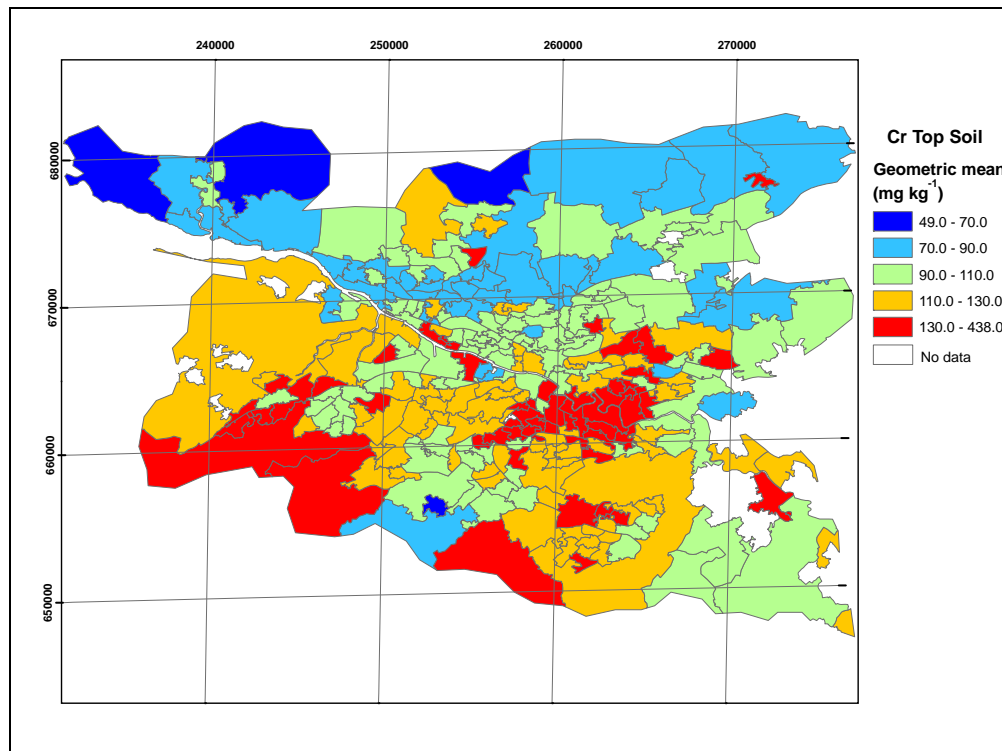 240000 250000 260000 270000
680000
670000
660000
650000
Cr Top Soil
Geometric mean
(mg kg⁻¹)
49.0 - 70.0
70.0 - 90.0
90.0 - 110.0
110.0 - 130.0
130.0 - 438.0
No data